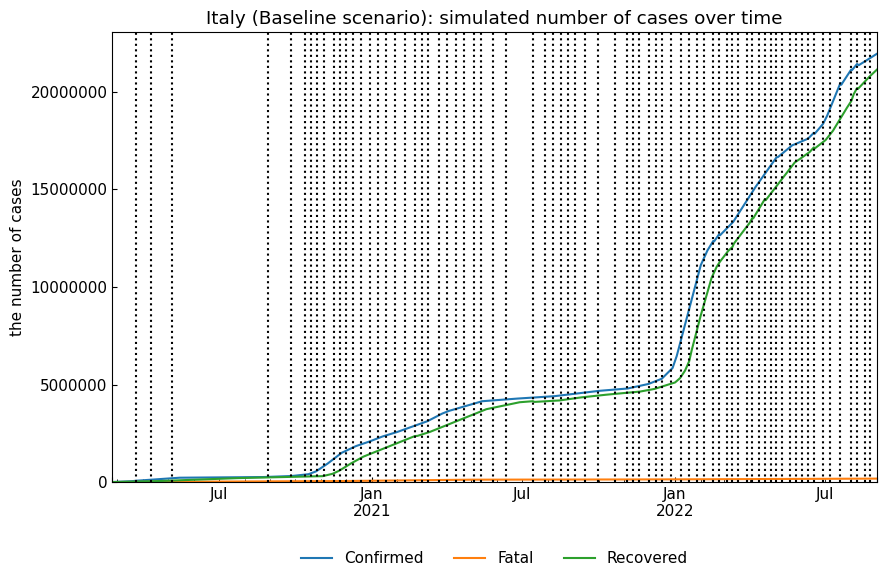 Italy (Baseline scenario): simulated number of cases over time
the number of cases
20000000
15000000
10000000
5000000
0
Jul
Jan
2021
Jul
Jan
2022
Jul
Confirmed
Fatal
Recovered